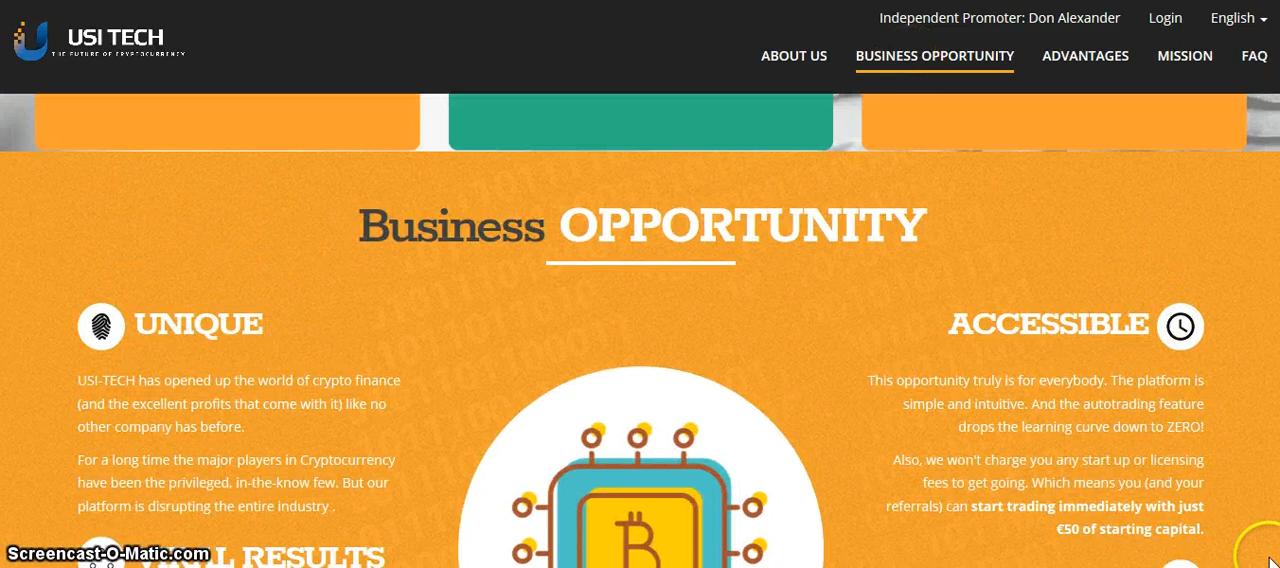 Independent Promoter: Don Alexander Login English
USI TECH
THE FUTURE OF CRYPTOCURRENCY
ABOUT US BUSINESS OPPORTUNITY ADVANTAGES MISSION FAQ
Business OPPORTUNITY
UNIQUE
USI-TECH has opened up the world of crypto finance
(and the excellent profits that come with it) like no
other company has before.
For a long time the major players in Cryptocurrency
have been the privileged, in-the-know few. But our
platform is disrupting the entire industry .
ACCESSIBLE
This opportunity truly is for everybody. The platform is
simple and intuitive. And the autotrading feature
drops the learning curve down to ZERO!
Also, we won't charge you any start up or licensing
fees to get going. Which means you (and your
referrals) can start trading immediately with just
€50 of starting capital.
RESULTS
Screencast-O-Matic.com